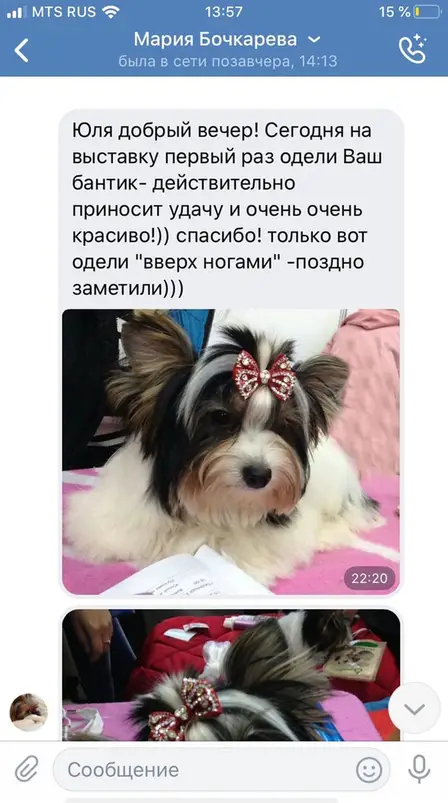 MTS RUS
13:57
15 %
Мария Бочкарева
была в сети позавчера, 14:13
Юля добрый вечер! Сегодня на
выставку первый раз одели Ваш
бантик- действительно
приносит удачу и очень очень
красиво!)) спасибо! только вот
одели "вверх ногами" -поздно
заметили)))
22:20
Сообщение